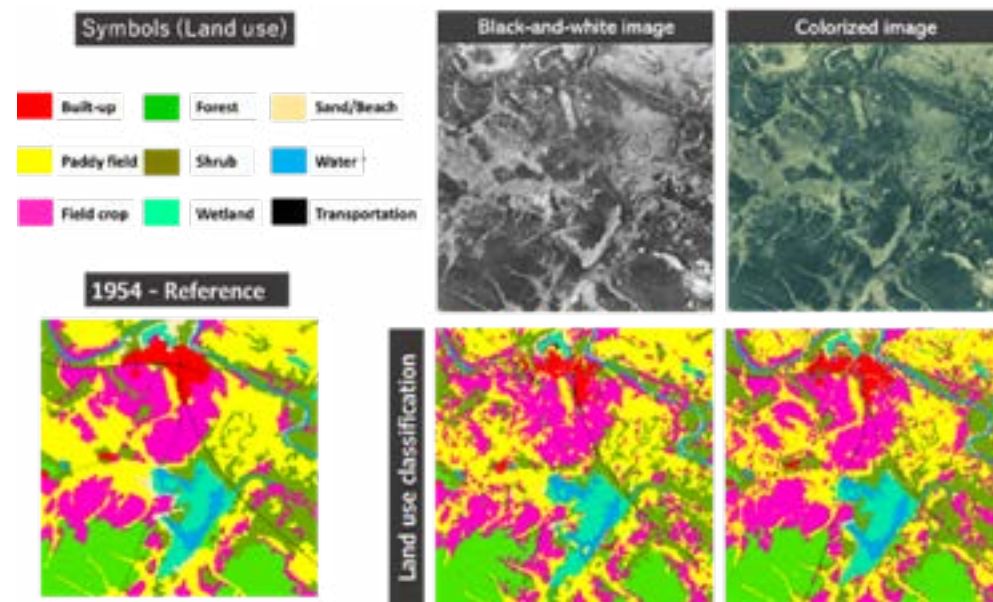 Symbols (Land use)
Black-and-white image
Colorized image
Built-up
Forest
Sand/Beach
Paddy field
Shrub
Water
Field crop
Wetland
Transportation
1954 - Reference
Land use classification